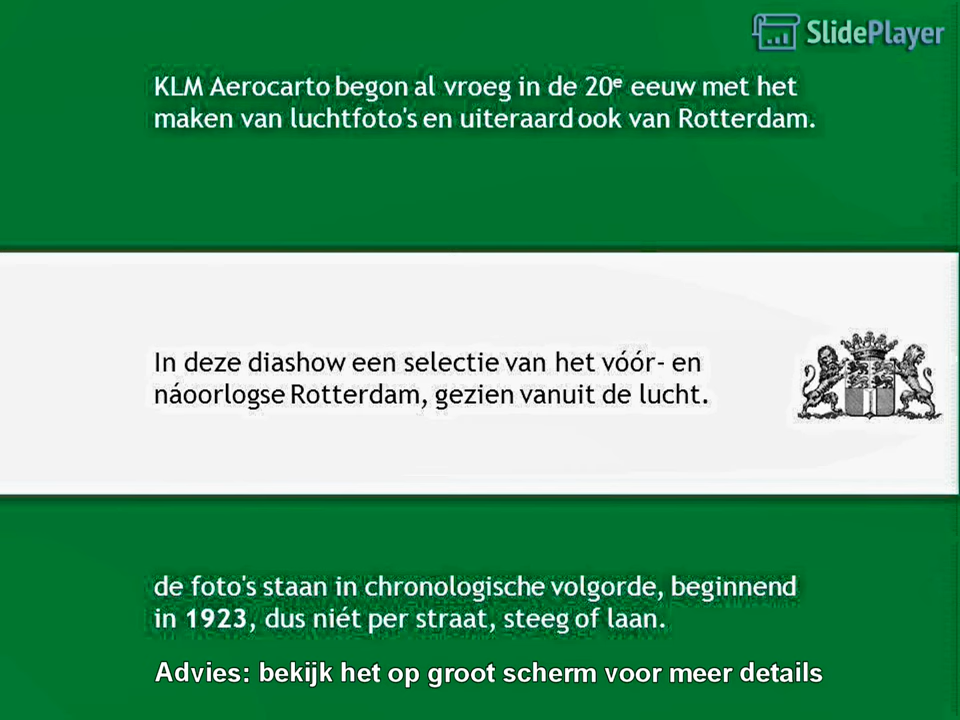 SlidePlayer
KLM Aerocarto begon al vroeg in de 20e eeuw met het
maken van luchtfoto's en uiteraard ook van Rotterdam.
In deze diashow een selectie van het vóór- en
náoorlogse Rotterdam, gezien vanuit de lucht.
de foto's staan in chronologische volgorde, beginnend
in 1923, dus niét per straat, steeg of laan.
Advies: bekijk het op groot scherm voor meer details